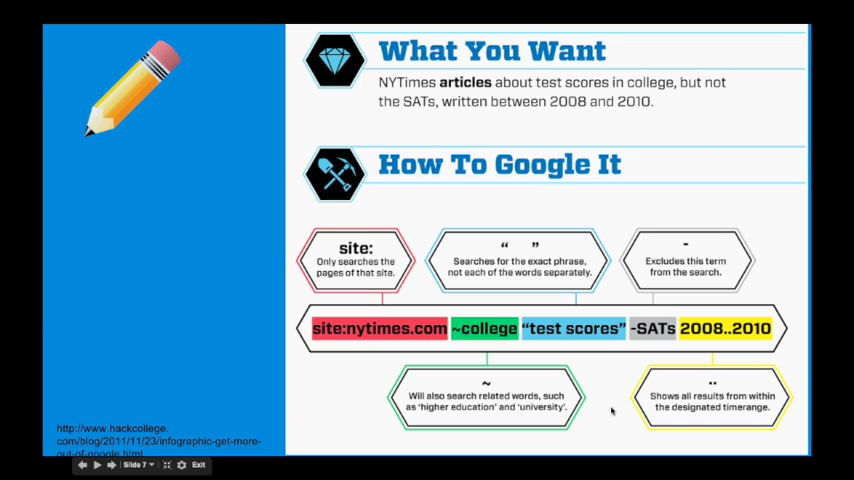 What You Want
NYTimes articles about test scores in college, but not
the SATs, written between 2008 and 2010.
How To Google It
site:
Only searches the
pages of that site.
“ ”
Searches for the exact phrase,
not each of the words separately.
-
Excludes this term
from the search.
site:nytimes.com ~college “test scores” -SATs 2008..2010
~
Will also search related words, such
as ‘higher education’ and ‘university’.
..
Shows all results from within
the designated timerange.
http://www.hackcollege.
com/blog/2011/11/23/infographic-get-more-
out-of-google.html
Slide 7
Exit